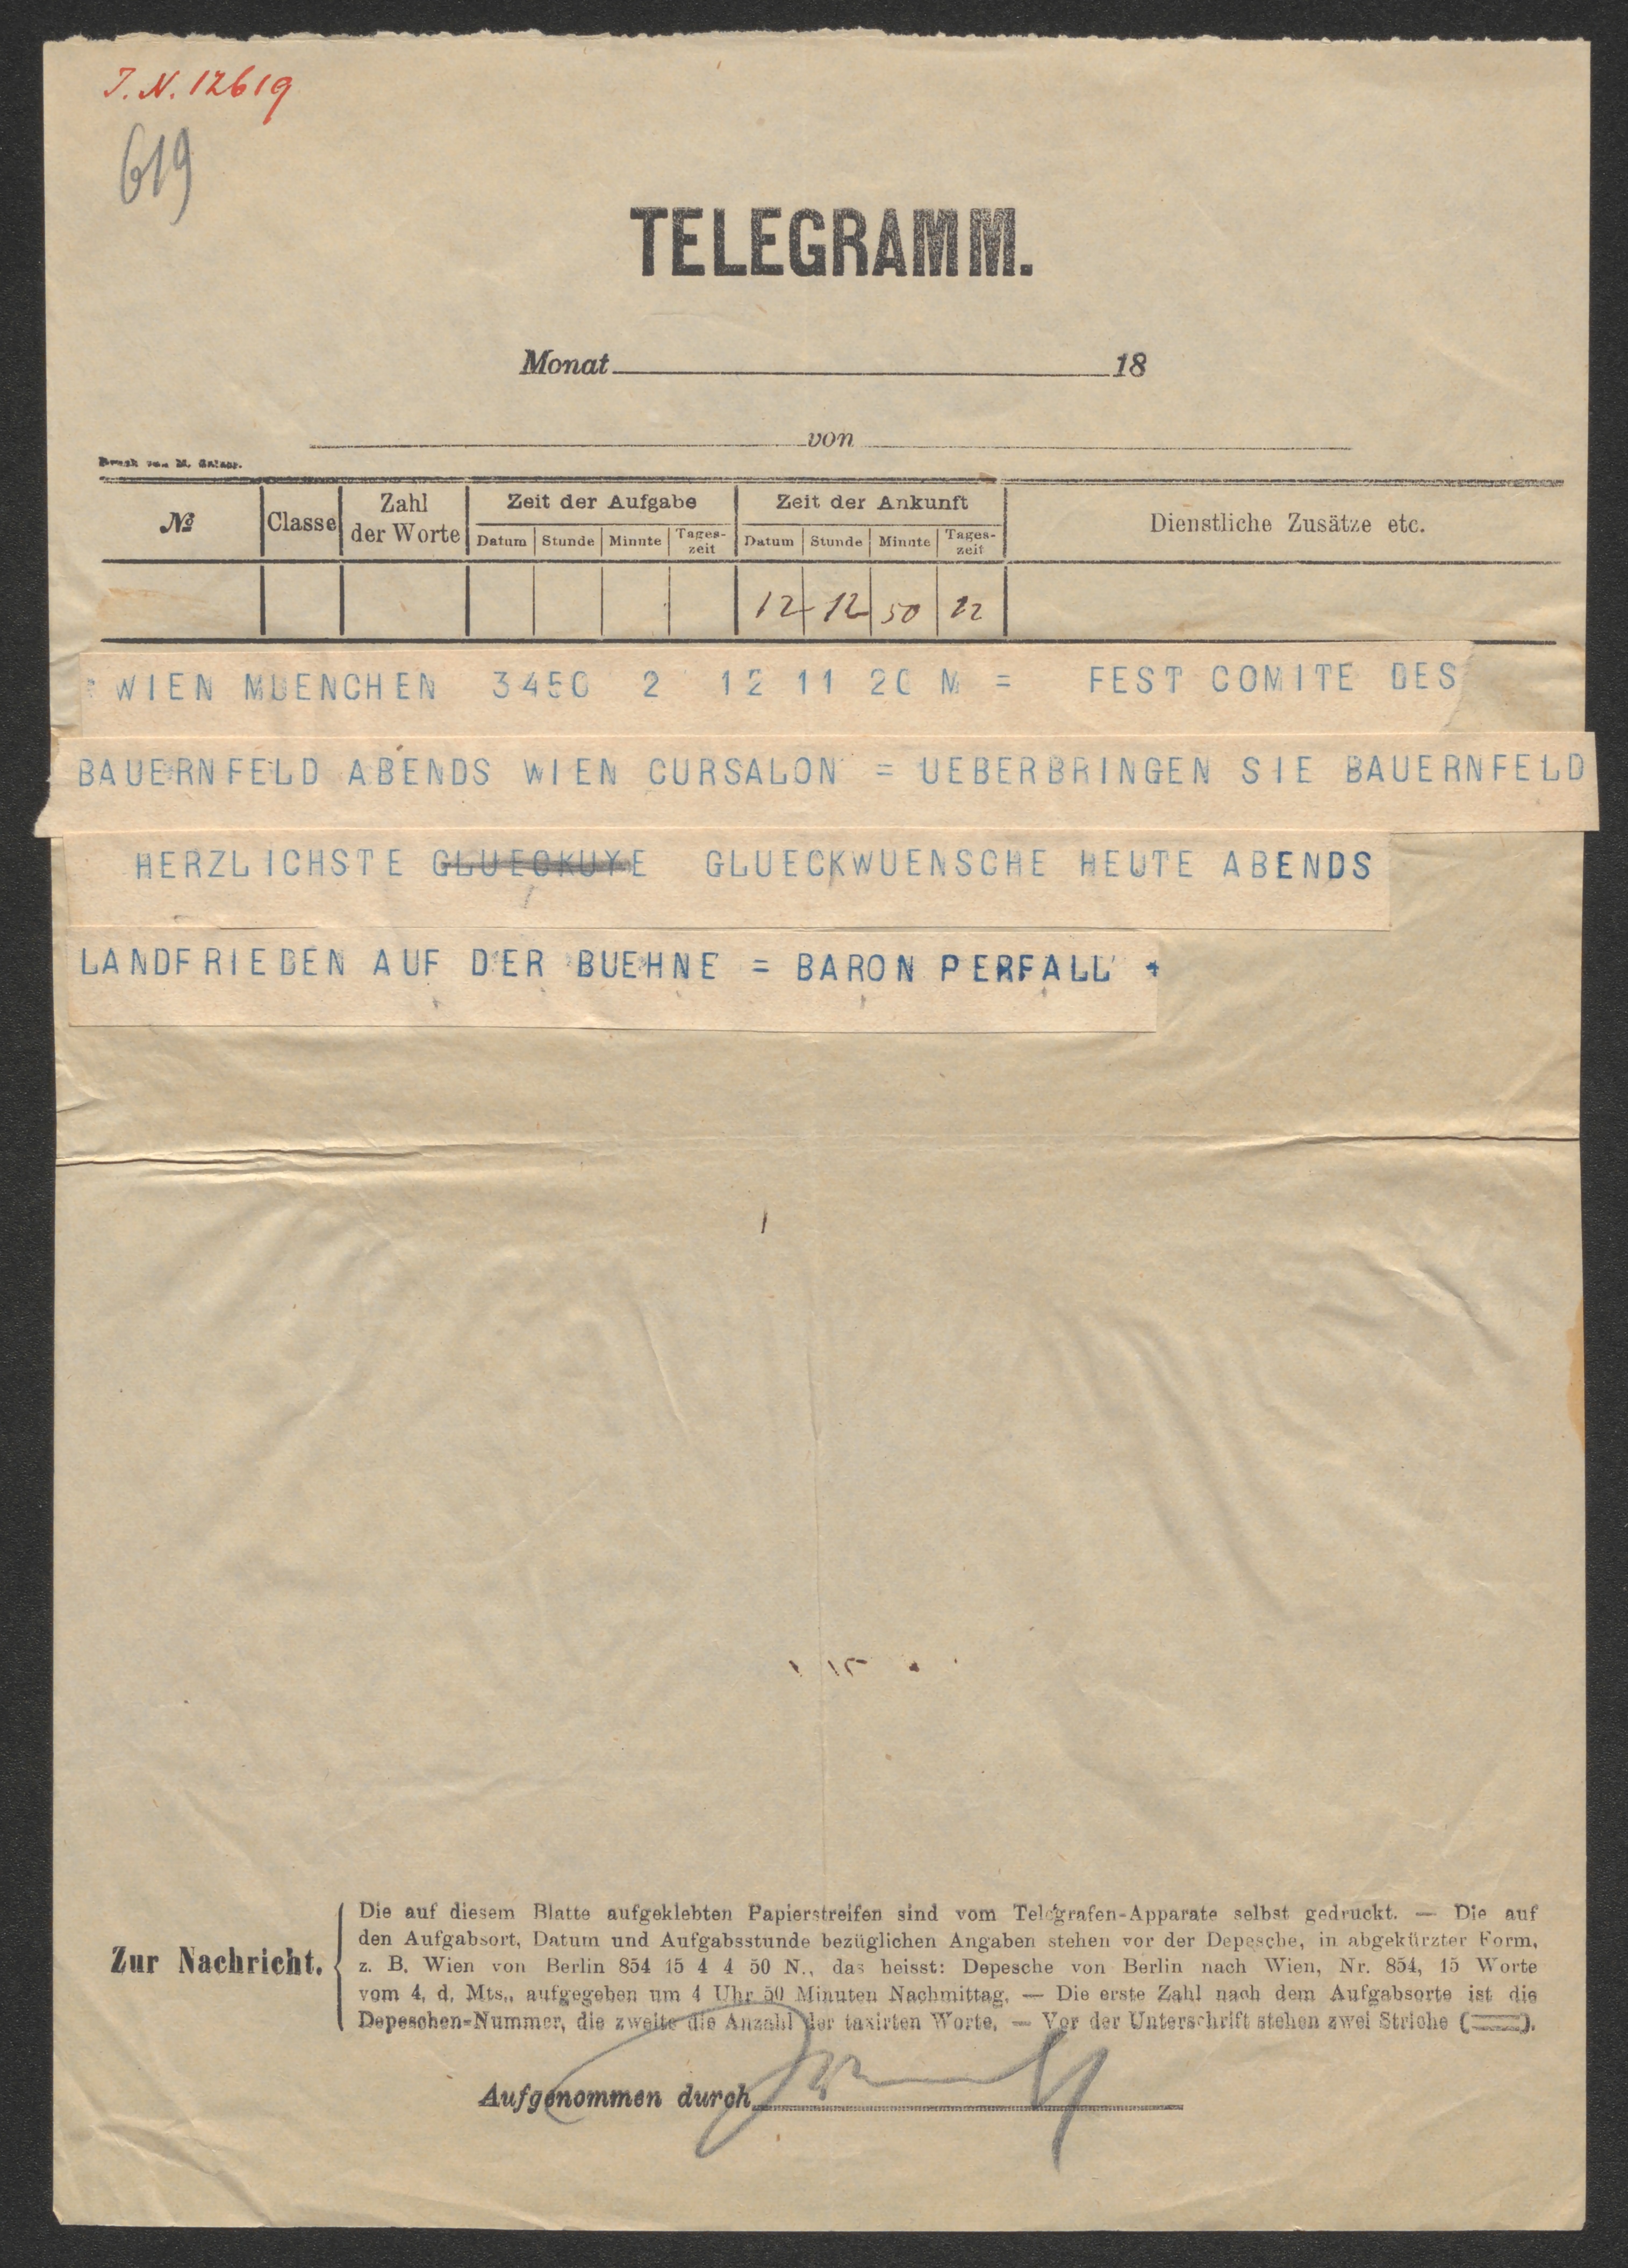 J. N. 12619
619
TELEGRAMM.
Monat 18
von
Druck von M. Salzer.
№ Classe Zahl der Worte Zeit der Aufgabe Zeit der Ankunft Dienstliche Zusätze etc.
Datum Stunde Minute Tages-zeit Datum Stunde Minute Tages-zeit
12 12 50
WIEN MUENCHEN 3450 2 12 11 20 M = FEST COMITE DES
BAUERNFELD ABENDS WIEN CURSALON = UEBERBRINGEN SIE BAUERNFELD
HERZLICHSTE GLUECKUYE GLUECKWUENSCHE HEUTE ABENDS
LANDFRIEDEN AUF DER BUEHNE = BARON PERFALL +
Zur Nachricht.
Die auf diesem Blatte aufgeklebten Papierstreifen sind vom Telegrafen-Apparate selbst gedruckt. — Die auf
den Aufgabsort, Datum und Aufgabsstunde bezüglichen Angaben stehen vor der Depesche, in abgekürzter Form,
z. B. Wien von Berlin 854 15 4 4 50 N., das heisst: Depesche von Berlin nach Wien, Nr. 854, 15 Worte
vom 4. d. Mts., aufgegeben um 4 Uhr 50 Minuten Nachmittag. — Die erste Zahl nach dem Aufgabsorte ist die
Depeschen-Nummer, die zweite die Anzahl der taxirten Worte. — Vor der Unterschrift stehen zwei Striche (═).
Aufgenommen durch